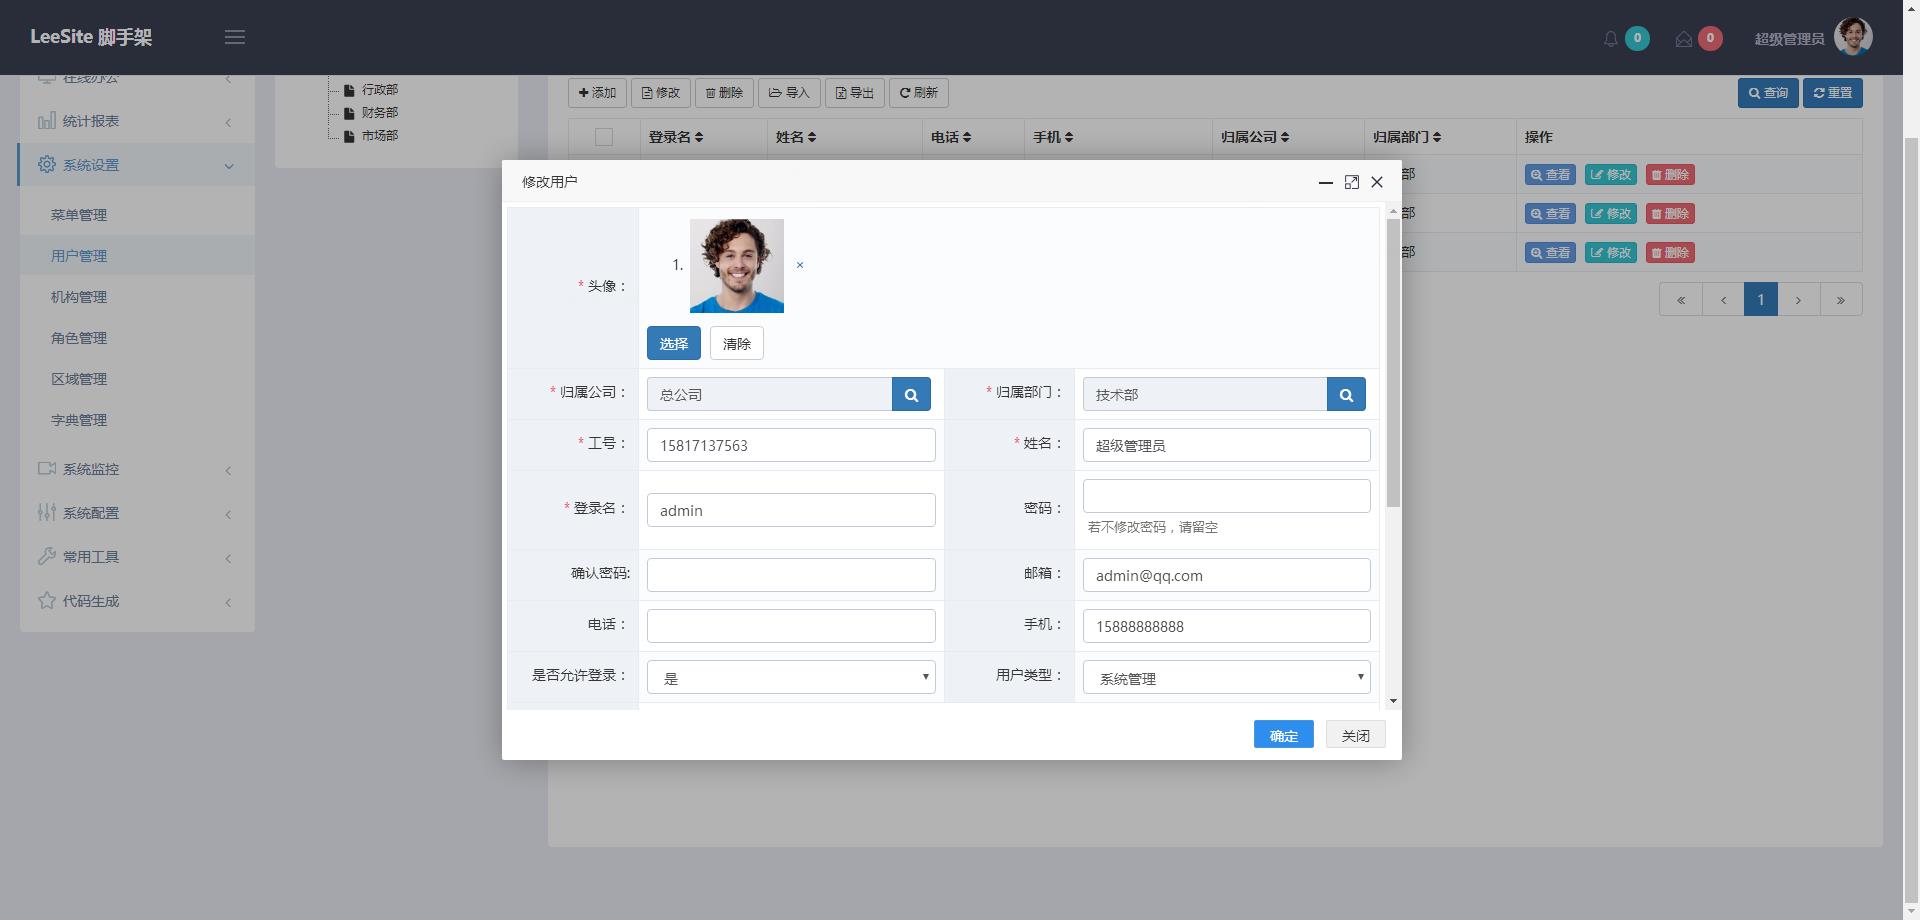 LeeSite 脚手架
0
0
超级管理员
在线办公
统计报表
系统设置
菜单管理
用户管理
机构管理
角色管理
区域管理
字典管理
系统监控
系统配置
常用工具
代码生成
行政部
财务部
市场部
添加 修改 删除 导入 导出 刷新 查询 重置
登录名 姓名 电话 手机 归属公司 归属部门 操作
部 查看 修改 删除
部 查看 修改 删除
部 查看 修改 删除
« ‹ 1 › »
修改用户
* 头像：
1. ×
选择 清除
* 归属公司： 总公司 * 归属部门： 技术部
* 工号： 15817137563 * 姓名： 超级管理员
* 登录名： admin 密码：
若不修改密码，请留空
确认密码: 邮箱： admin@qq.com
电话： 手机： 15888888888
是否允许登录： 是 用户类型： 系统管理
确定 关闭